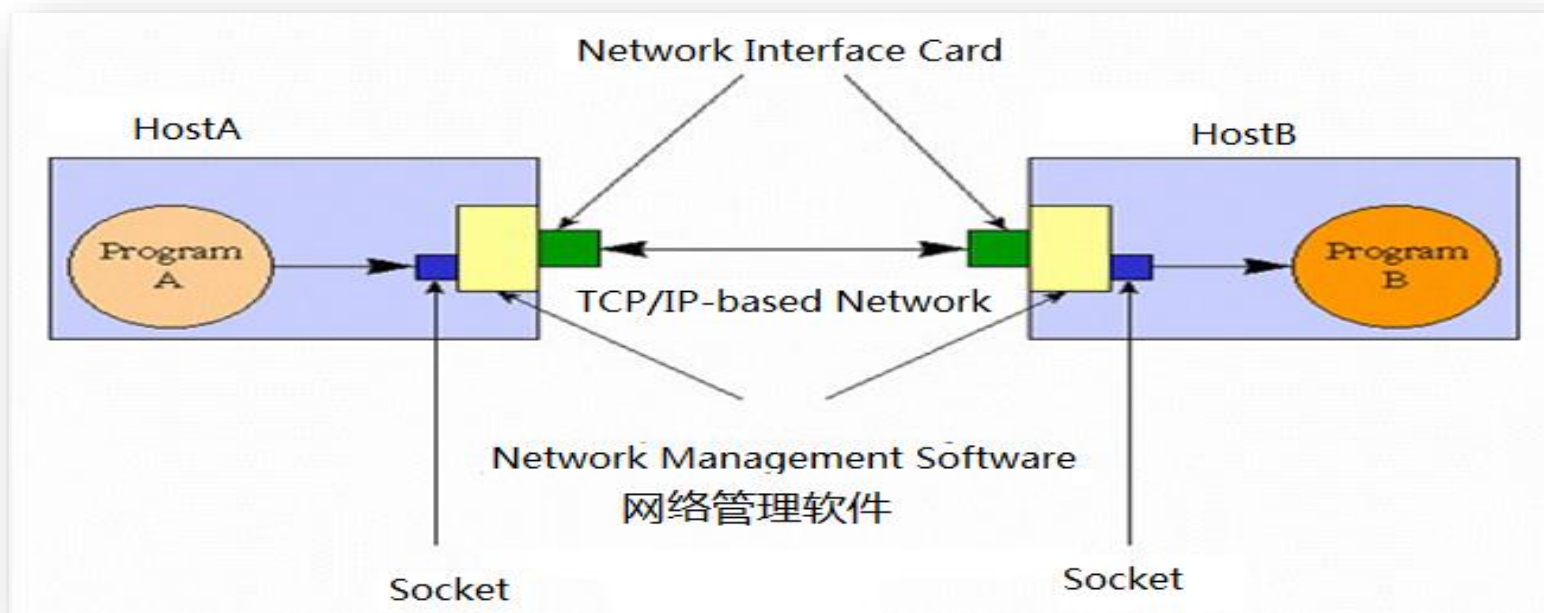 Network Interface Card
HostA
HostB
Program
A
Program
B
TCP/IP-based Network
Network Management Software
网络管理软件
Socket
Socket